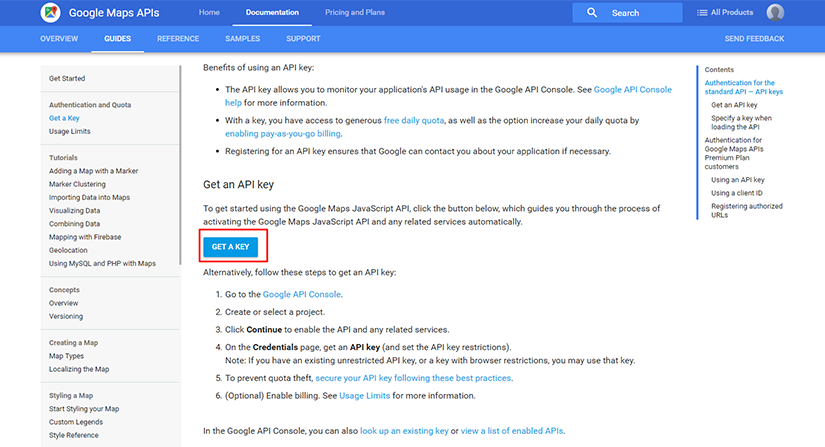 Google Maps APIs
Home
Documentation
Pricing and Plans
Search
All Products
OVERVIEW
GUIDES
REFERENCE
SAMPLES
SUPPORT
SEND FEEDBACK
Get Started
Authentication and Quota
Get a Key
Usage Limits
Tutorials
Adding a Map with a Marker
Marker Clustering
Importing Data into Maps
Visualizing Data
Combining Data
Mapping with Firebase
Geolocation
Using MySQL and PHP with Maps
Concepts
Overview
Versioning
Creating a Map
Map Types
Localizing the Map
Styling a Map
Start Styling your Map
Custom Legends
Style Reference
Benefits of using an API key:
• The API key allows you to monitor your application's API usage in the Google API Console. See Google API Console
help for more information.
• With a key, you have access to generous free daily quota, as well as the option increase your daily quota by
enabling pay-as-you-go billing.
• Registering for an API key ensures that Google can contact you about your application if necessary.
Get an API key
To get started using the Google Maps JavaScript API, click the button below, which guides you through the process of
activating the Google Maps JavaScript API and any related services automatically.
GET A KEY
Alternatively, follow these steps to get an API key:
1. Go to the Google API Console.
2. Create or select a project.
3. Click Continue to enable the API and any related services.
4. On the Credentials page, get an API key (and set the API key restrictions).
Note: If you have an existing unrestricted API key, or a key with browser restrictions, you may use that key.
5. To prevent quota theft, secure your API key following these best practices.
6. (Optional) Enable billing. See Usage Limits for more information.
In the Google API Console, you can also look up an existing key or view a list of enabled APIs.
Contents
Authentication for the
standard API — API keys
Get an API key
Specify a key when
loading the API
Authentication for
Google Maps APIs
Premium Plan
customers
Using an API key
Using a client ID
Registering authorized
URLs